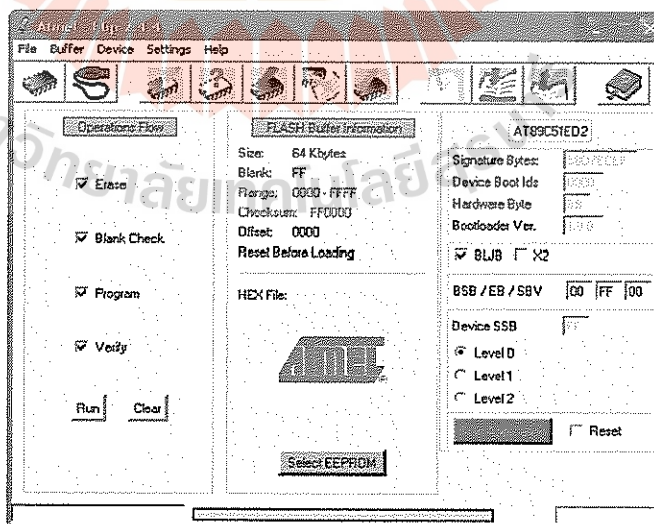 File Buffer Device Settings Help
Operations Flow
Erase
Blank Check
Program
Verify
Run Clear
FLASH Buffer Information
Size: 64 Kbytes
Blank: FF
Range: 0000 - FFFF
Checksum: FF0000
Offset: 0000
Reset Before Loading
HEX File:
ATMEL
Select EEPROM
AT89C51ED2
Signature Bytes:
Device Boot Ids
Hardware Byte
Bootloader Ver.
BLJB X2
BSB / EB / SBV 00 FF 00
Device SSB FF
Level 0
Level 1
Level 2
Reset